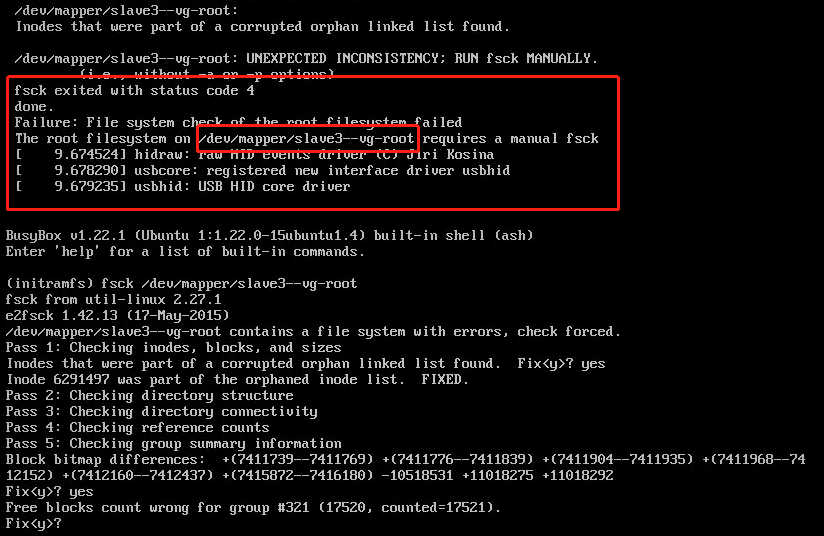 /dev/mapper/slave3--vg-root:
Inodes that were part of a corrupted orphan linked list found.
/dev/mapper/slave3--vg-root: UNEXPECTED INCONSISTENCY; RUN fsck MANUALLY.
(i.e., without -a or -p options)
fsck exited with status code 4
done.
Failure: File system check of the root filesystem failed
The root filesystem on /dev/mapper/slave3--vg-root requires a manual fsck
[    9.674524] hidraw: raw HID events driver (C) Jiri Kosina
[    9.678290] usbcore: registered new interface driver usbhid
[    9.679235] usbhid: USB HID core driver
BusyBox v1.22.1 (Ubuntu 1:1.22.0-15ubuntu1.4) built-in shell (ash)
Enter 'help' for a list of built-in commands.
(initramfs) fsck /dev/mapper/slave3--vg-root
fsck from util-linux 2.27.1
e2fsck 1.42.13 (17-May-2015)
/dev/mapper/slave3--vg-root contains a file system with errors, check forced.
Pass 1: Checking inodes, blocks, and sizes
Inodes that were part of a corrupted orphan linked list found.  Fix<y>? yes
Inode 6291497 was part of the orphaned inode list.  FIXED.
Pass 2: Checking directory structure
Pass 3: Checking directory connectivity
Pass 4: Checking reference counts
Pass 5: Checking group summary information
Block bitmap differences:  +(7411739--7411769) +(7411776--7411839) +(7411904--7411935) +(7411968--74
12152) +(7412160--7412437) +(7415872--7416180) -10518531 +11018275 +11018292
Fix<y>? yes
Free blocks count wrong for group #321 (17520, counted=17521).
Fix<y>?